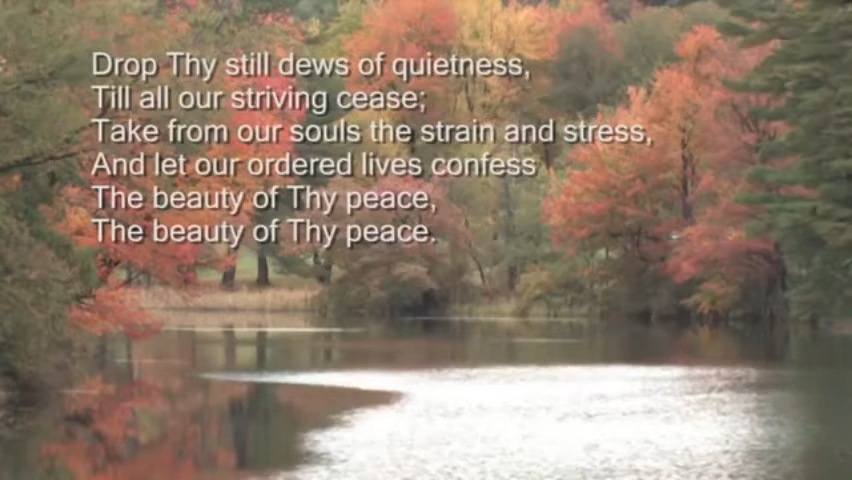 Drop Thy still dews of quietness,
Till all our striving cease;
Take from our souls the strain and stress,
And let our ordered lives confess
The beauty of Thy peace,
The beauty of Thy peace.